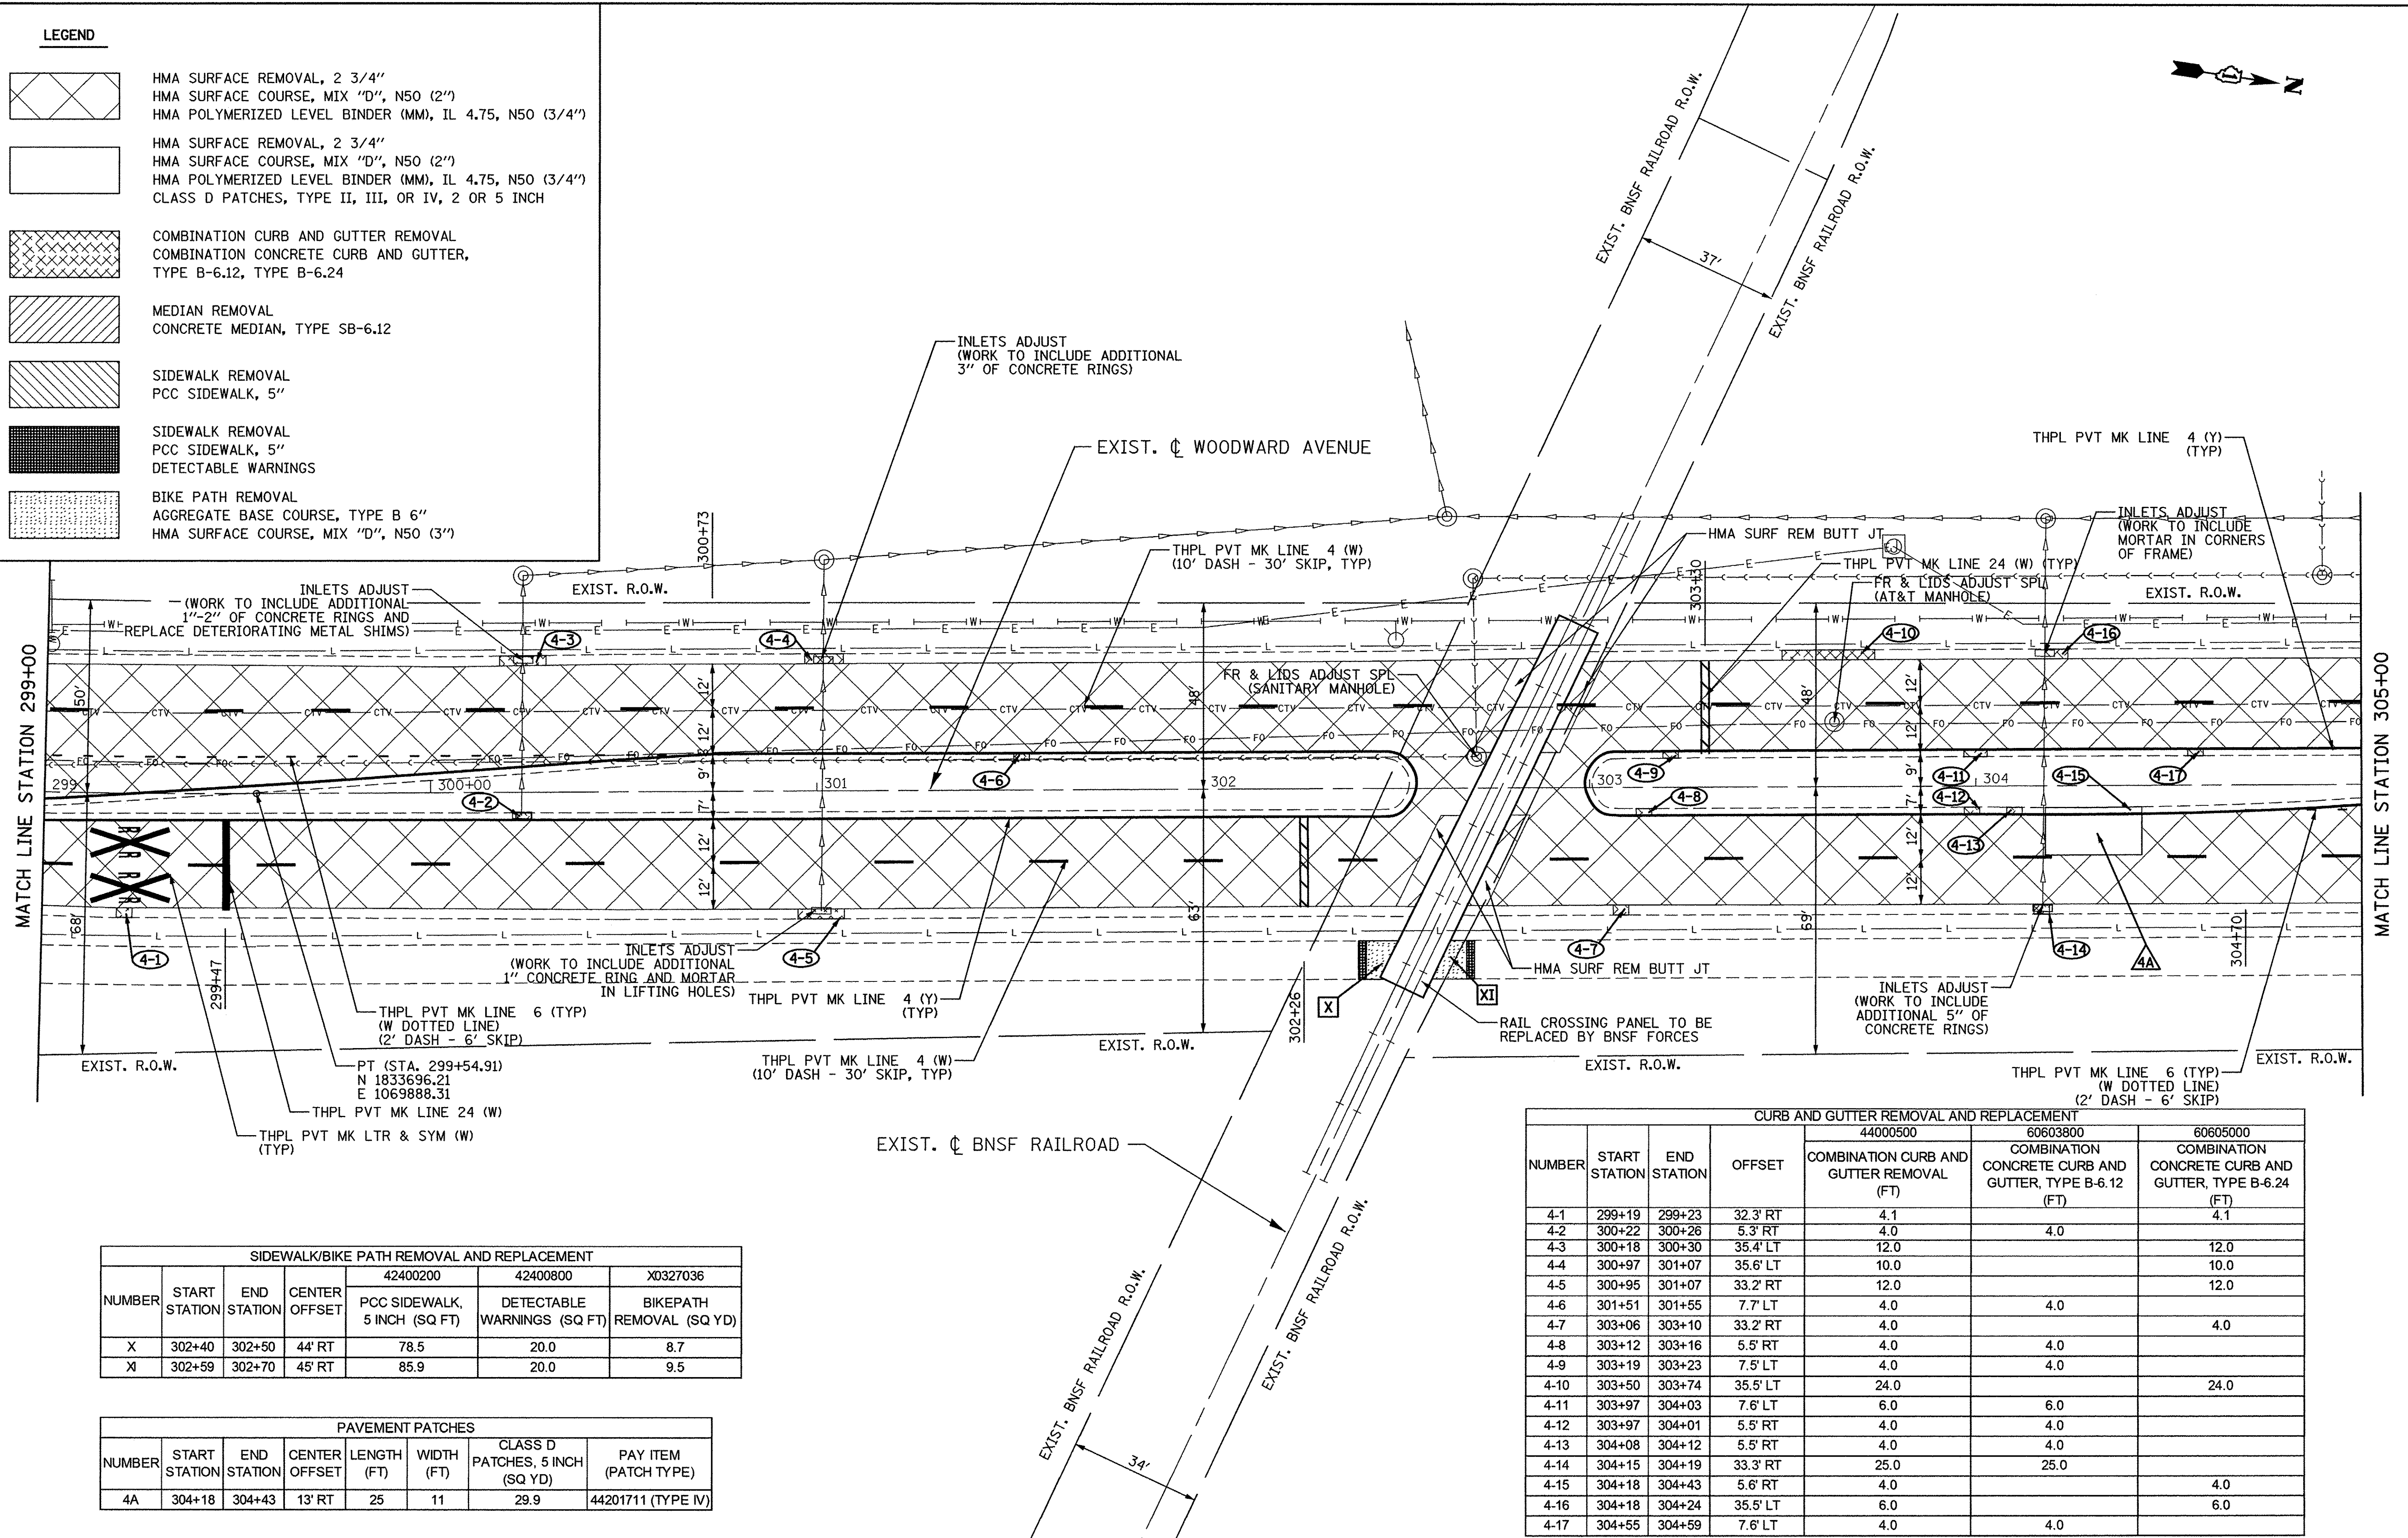 LEGEND
HMA SURFACE REMOVAL, 2 3/4"
HMA SURFACE COURSE, MIX "D", N50 (2")
HMA POLYMERIZED LEVEL BINDER (MM), IL 4.75, N50 (3/4")
HMA SURFACE REMOVAL, 2 3/4"
HMA SURFACE COURSE, MIX "D", N50 (2")
HMA POLYMERIZED LEVEL BINDER (MM), IL 4.75, N50 (3/4")
CLASS D PATCHES, TYPE II, III, OR IV, 2 OR 5 INCH
COMBINATION CURB AND GUTTER REMOVAL
COMBINATION CONCRETE CURB AND GUTTER,
TYPE B-6.12, TYPE B-6.24
MEDIAN REMOVAL
CONCRETE MEDIAN, TYPE SB-6.12
SIDEWALK REMOVAL
PCC SIDEWALK, 5"
SIDEWALK REMOVAL
PCC SIDEWALK, 5"
DETECTABLE WARNINGS
BIKE PATH REMOVAL
AGGREGATE BASE COURSE, TYPE B 6"
HMA SURFACE COURSE, MIX "D", N50 (3")
N
EXIST. BNSF RAILROAD R.O.W.
37'
EXIST. BNSF RAILROAD R.O.W.
INLETS ADJUST
(WORK TO INCLUDE ADDITIONAL
3" OF CONCRETE RINGS)
EXIST. ℄ WOODWARD AVENUE
THPL PVT MK LINE 4 (Y)
(TYP)
300+73
THPL PVT MK LINE 4 (W)
(10' DASH - 30' SKIP, TYP)
HMA SURF REM BUTT JT
INLETS ADJUST
(WORK TO INCLUDE
MORTAR IN CORNERS
OF FRAME)
THPL PVT MK LINE 24 (W) (TYP)
FR & LIDS ADJUST SPL
(AT&T MANHOLE)
303+30
EXIST. R.O.W.
EXIST. R.O.W.
INLETS ADJUST
(WORK TO INCLUDE ADDITIONAL
1"-2" OF CONCRETE RINGS AND
REPLACE DETERIORATING METAL SHIMS)
4-3
4-4
4-10
4-16
FR & LIDS ADJUST SPL
(SANITARY MANHOLE)
MATCH LINE STATION 299+00
MATCH LINE STATION 305+00
50'
12'
12'
9'
7'
12'
12'
48'
63'
68'
48'
12'
12'
9'
7'
12'
12'
69'
299
300+00
301
302
303
304
4-2
4-6
4-9
4-8
4-11
4-12
4-15
4-17
4-13
R R
R R
4-1
4-5
4-7
4-14
4A
299+47
302+26
304+70
INLETS ADJUST
(WORK TO INCLUDE ADDITIONAL
1" CONCRETE RING AND MORTAR
IN LIFTING HOLES)
THPL PVT MK LINE 4 (Y)
(TYP)
HMA SURF REM BUTT JT
X
XI
RAIL CROSSING PANEL TO BE
REPLACED BY BNSF FORCES
INLETS ADJUST
(WORK TO INCLUDE
ADDITIONAL 5" OF
CONCRETE RINGS)
THPL PVT MK LINE 6 (TYP)
(W DOTTED LINE)
(2' DASH - 6' SKIP)
EXIST. R.O.W.
PT (STA. 299+54.91)
N 1833696.21
E 1069888.31
THPL PVT MK LINE 24 (W)
THPL PVT MK LTR & SYM (W)
(TYP)
THPL PVT MK LINE 4 (W)
(10' DASH - 30' SKIP, TYP)
EXIST. R.O.W.
EXIST. R.O.W.
EXIST. R.O.W.
THPL PVT MK LINE 6 (TYP)
(W DOTTED LINE)
(2' DASH - 6' SKIP)
EXIST. ℄ BNSF RAILROAD
EXIST. BNSF RAILROAD R.O.W.
EXIST. BNSF RAILROAD R.O.W.
34'
SIDEWALK/BIKE PATH REMOVAL AND REPLACEMENT
NUMBER START STATION END STATION CENTER OFFSET 42400200 PCC SIDEWALK, 5 INCH (SQ FT) 42400800 DETECTABLE WARNINGS (SQ FT) X0327036 BIKEPATH REMOVAL (SQ YD)
X 302+40 302+50 44' RT 78.5 20.0 8.7
XI 302+59 302+70 45' RT 85.9 20.0 9.5
PAVEMENT PATCHES
NUMBER START STATION END STATION CENTER OFFSET LENGTH (FT) WIDTH (FT) CLASS D PATCHES, 5 INCH (SQ YD) PAY ITEM (PATCH TYPE)
4A 304+18 304+43 13' RT 25 11 29.9 44201711 (TYPE IV)
CURB AND GUTTER REMOVAL AND REPLACEMENT
NUMBER START STATION END STATION OFFSET 44000500 COMBINATION CURB AND GUTTER REMOVAL (FT) 60603800 COMBINATION CONCRETE CURB AND GUTTER, TYPE B-6.12 (FT) 60605000 COMBINATION CONCRETE CURB AND GUTTER, TYPE B-6.24 (FT)
4-1 299+19 299+23 32.3' RT 4.1 4.1
4-2 300+22 300+26 5.3' RT 4.0 4.0
4-3 300+18 300+30 35.4' LT 12.0 12.0
4-4 300+97 301+07 35.6' LT 10.0 10.0
4-5 300+95 301+07 33.2' RT 12.0 12.0
4-6 301+51 301+55 7.7' LT 4.0 4.0
4-7 303+06 303+10 33.2' RT 4.0 4.0
4-8 303+12 303+16 5.5' RT 4.0 4.0
4-9 303+19 303+23 7.5' LT 4.0 4.0
4-10 303+50 303+74 35.5' LT 24.0 24.0
4-11 303+97 304+03 7.6' LT 6.0 6.0
4-12 303+97 304+01 5.5' RT 4.0 4.0
4-13 304+08 304+12 5.5' RT 4.0 4.0
4-14 304+15 304+19 33.3' RT 25.0 25.0
4-15 304+18 304+43 5.6' RT 4.0 4.0
4-16 304+18 304+24 35.5' LT 6.0 6.0
4-17 304+55 304+59 7.6' LT 4.0 4.0